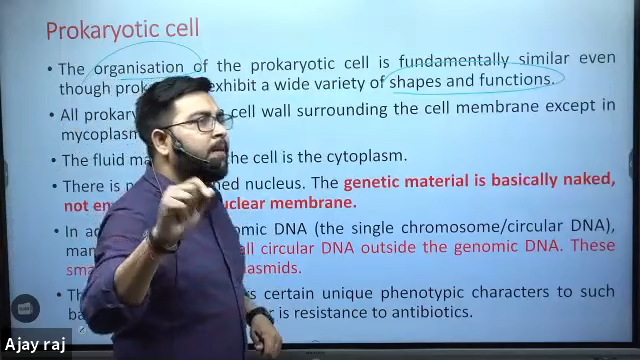 Prokaryotic cell
• The organisation of the prokaryotic cell is fundamentally similar even
though prok exhibit a wide variety of shapes and functions.
• All prokary cell wall surrounding the cell membrane except in
mycoplasm
• The fluid ma the cell is the cytoplasm.
• There is n ned nucleus. The genetic material is basically naked,
not en uclear membrane.
• In a omic DNA (the single chromosome/circular DNA),
man all circular DNA outside the genomic DNA. These
sma plasmids.
• Th s certain unique phenotypic characters to such
ba r is resistance to antibiotics.
Ajay raj